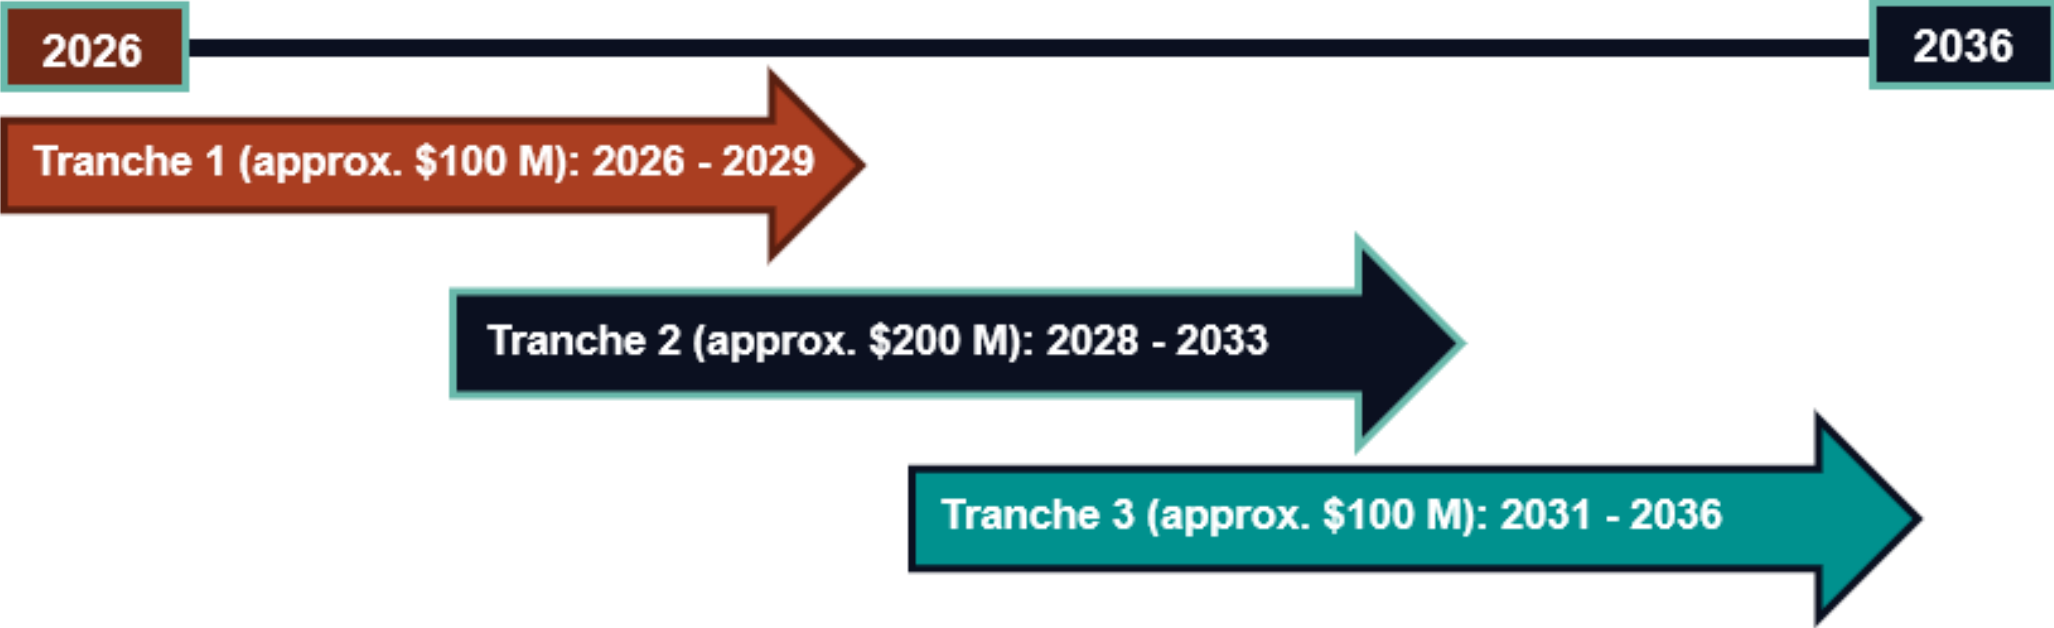 2026
2036
Tranche 1 (approx. $100 M): 2026 - 2029
Tranche 2 (approx. $200 M): 2028 - 2033
Tranche 3 (approx. $100 M): 2031 - 2036